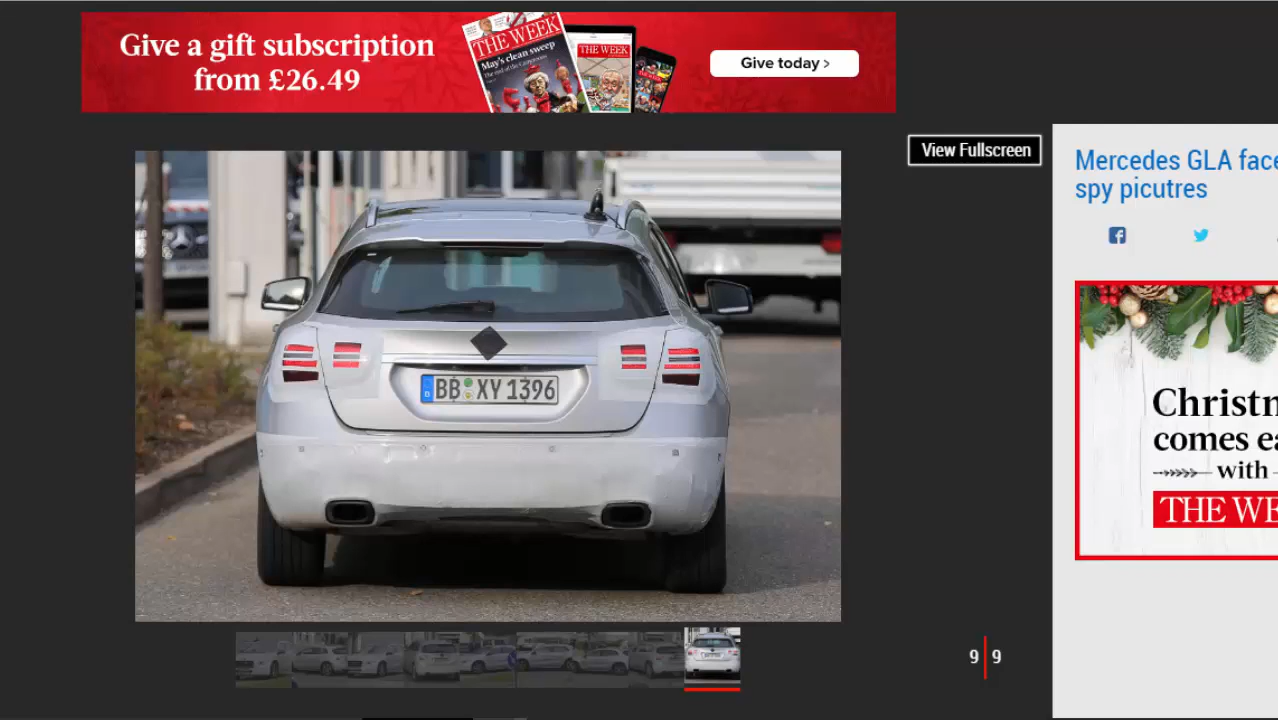 Give a gift subscription
from £26.49
THE WEEK
May's clean sweep
THE WEEK
Give today >
View Fullscreen
Mercedes GLA face
spy picutres
BB XY 1396
Christm
comes ea
with
THE WE
9 9